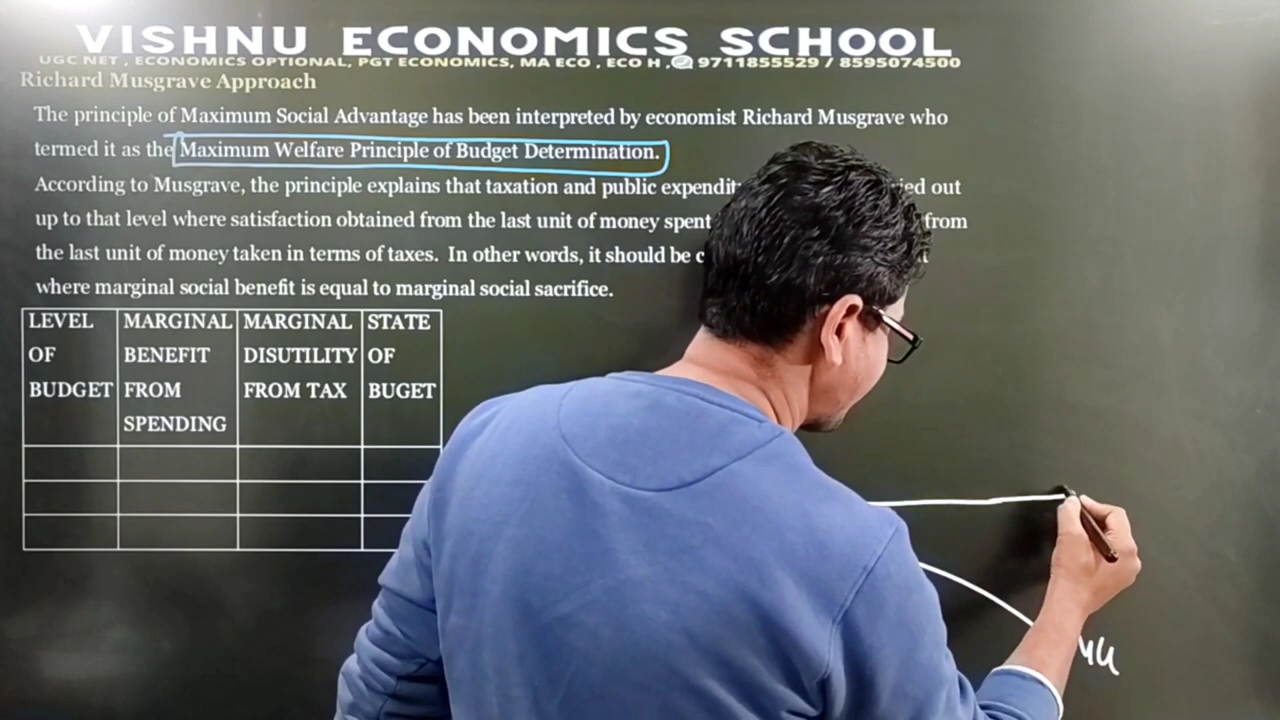 VISHNU ECONOMICS SCHOOL
UGC NET , ECONOMICS OPTIONAL, PGT ECONOMICS, MA ECO , ECO H , 9711855529 / 8595074500
Richard Musgrave Approach
The principle of Maximum Social Advantage has been interpreted by economist Richard Musgrave who
termed it as the Maximum Welfare Principle of Budget Determination.
According to Musgrave, the principle explains that taxation and public out
up to that level where satisfaction obtained from the last unit of money spent from
the last unit of money taken in terms of taxes. In other words, it should be
where marginal social benefit is equal to marginal social sacrifice.
LEVEL OF BUDGET
MARGINAL BENEFIT FROM SPENDING
MARGINAL DISUTILITY FROM TAX
STATE OF BUGET